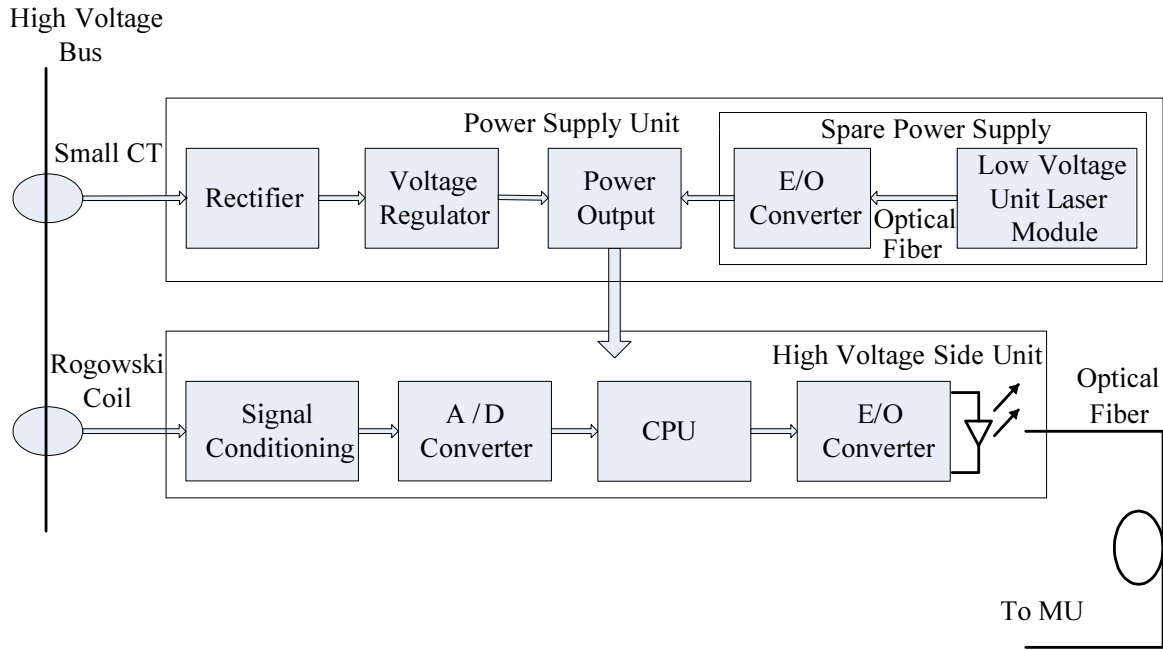 High Voltage
Bus
Power Supply Unit
Spare Power Supply
Small CT
Rectifier
Voltage
Regulator
Power
Output
E/O
Converter
Optical
Fiber
Low Voltage
Unit Laser
Module
High Voltage Side Unit
Rogowski
Coil
Signal
Conditioning
A / D
Converter
CPU
E/O
Converter
Optical
Fiber
To MU